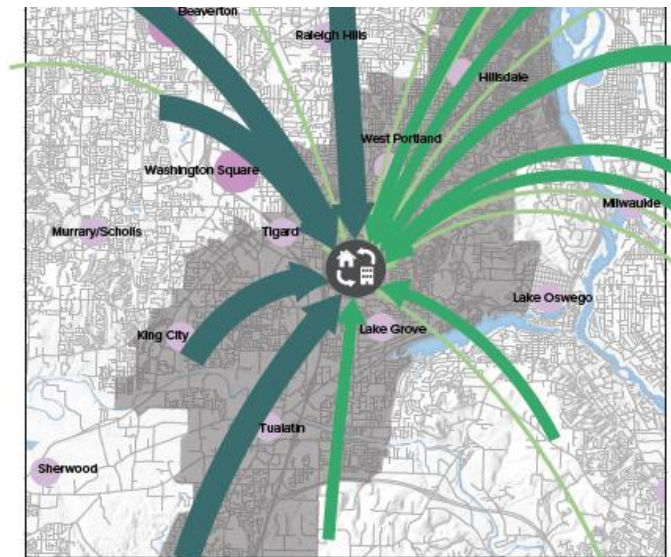 Beaverton
Raleigh Hills
Hillsdale
West Portland
Washington Square
Milwaukie
Murrary/Scholls
Tigard
Lake Oswego
King City
Lake Grove
Tualatin
Sherwood